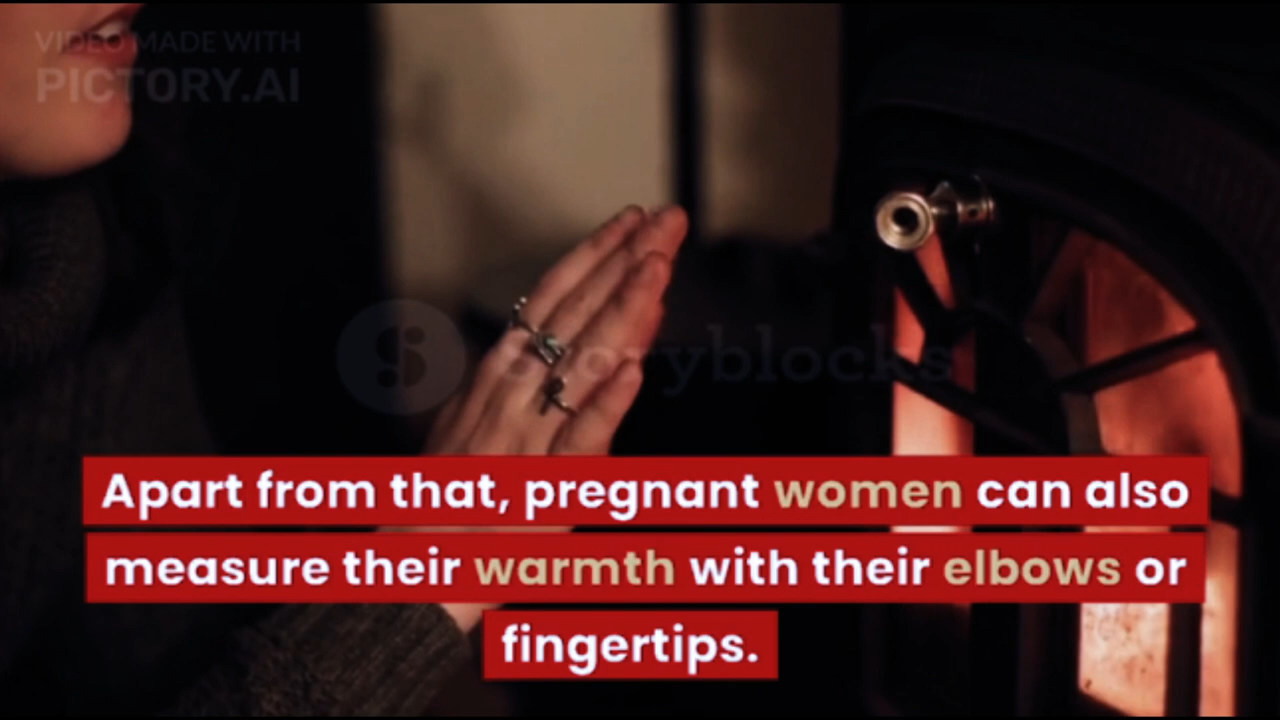 VIDEO MADE WITH
PICTORY.AI
Storyblocks
Apart from that, pregnant women can also
measure their warmth with their elbows or
fingertips.